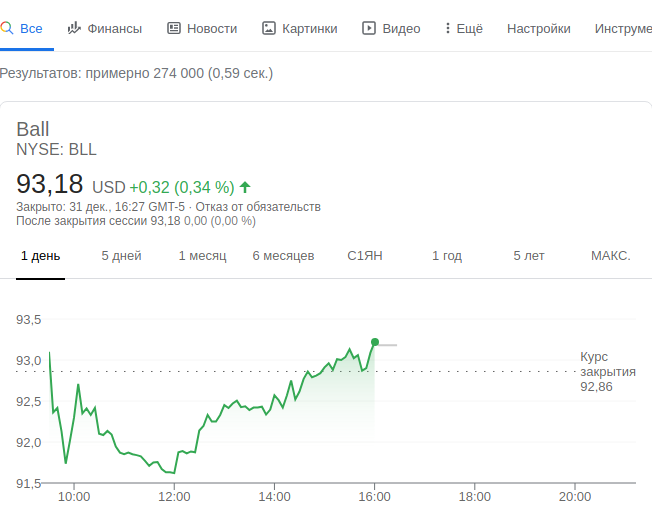 Все Финансы Новости Картинки Видео Ещё Настройки Инструме
Результатов: примерно 274 000 (0,59 сек.)
Ball
NYSE: BLL
93,18 USD +0,32 (0,34 %)
Закрыто: 31 дек., 16:27 GMT-5 · Отказ от обязательств
После закрытия сессии 93,18 0,00 (0,00 %)
1 день 5 дней 1 месяц 6 месяцев С1ЯН 1 год 5 лет МАКС.
93,5
93,0
92,5
92,0
91,5
Курс
закрытия
92,86
10:00 12:00 14:00 16:00 18:00 20:00